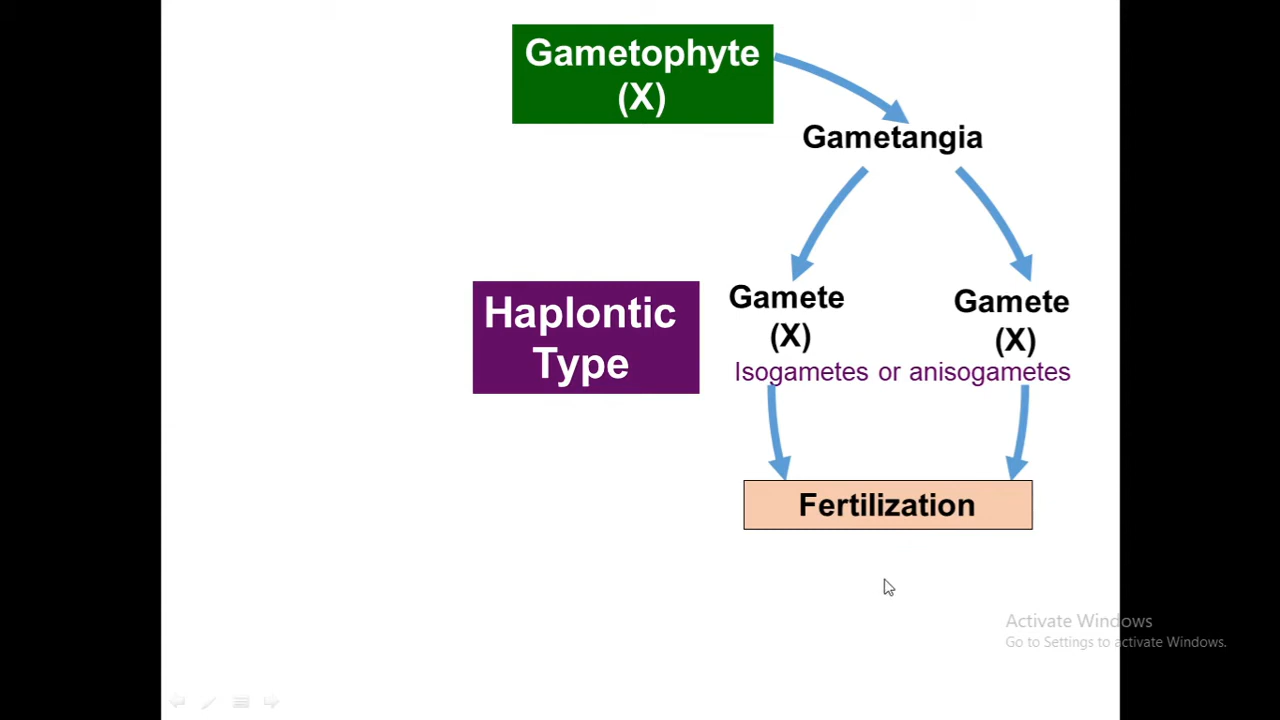 Gametophyte
(X)
Gametangia
Haplontic
Type
Gamete
(X)
Gamete
(X)
Isogametes or anisogametes
Fertilization
Activate Windows
Go to Settings to activate Windows.